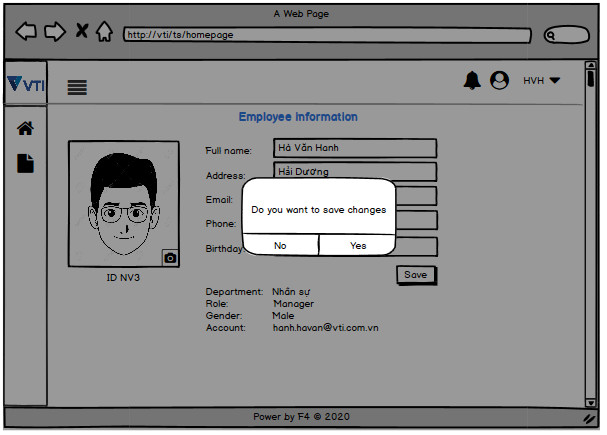 A Web Page
http://vti/ts/homepage
VTI
HVH
Employee Information
Full name:
Hà Văn Hanh
Address:
Hải Dương
Email:
Do you want to save changes
Phone:
Birthday
No
Yes
Save
ID NV3
Department:
Nhân sự
Role:
Manager
Gender:
Male
Account:
hanh.havan@vti.com.vn
Power by F4 © 2020